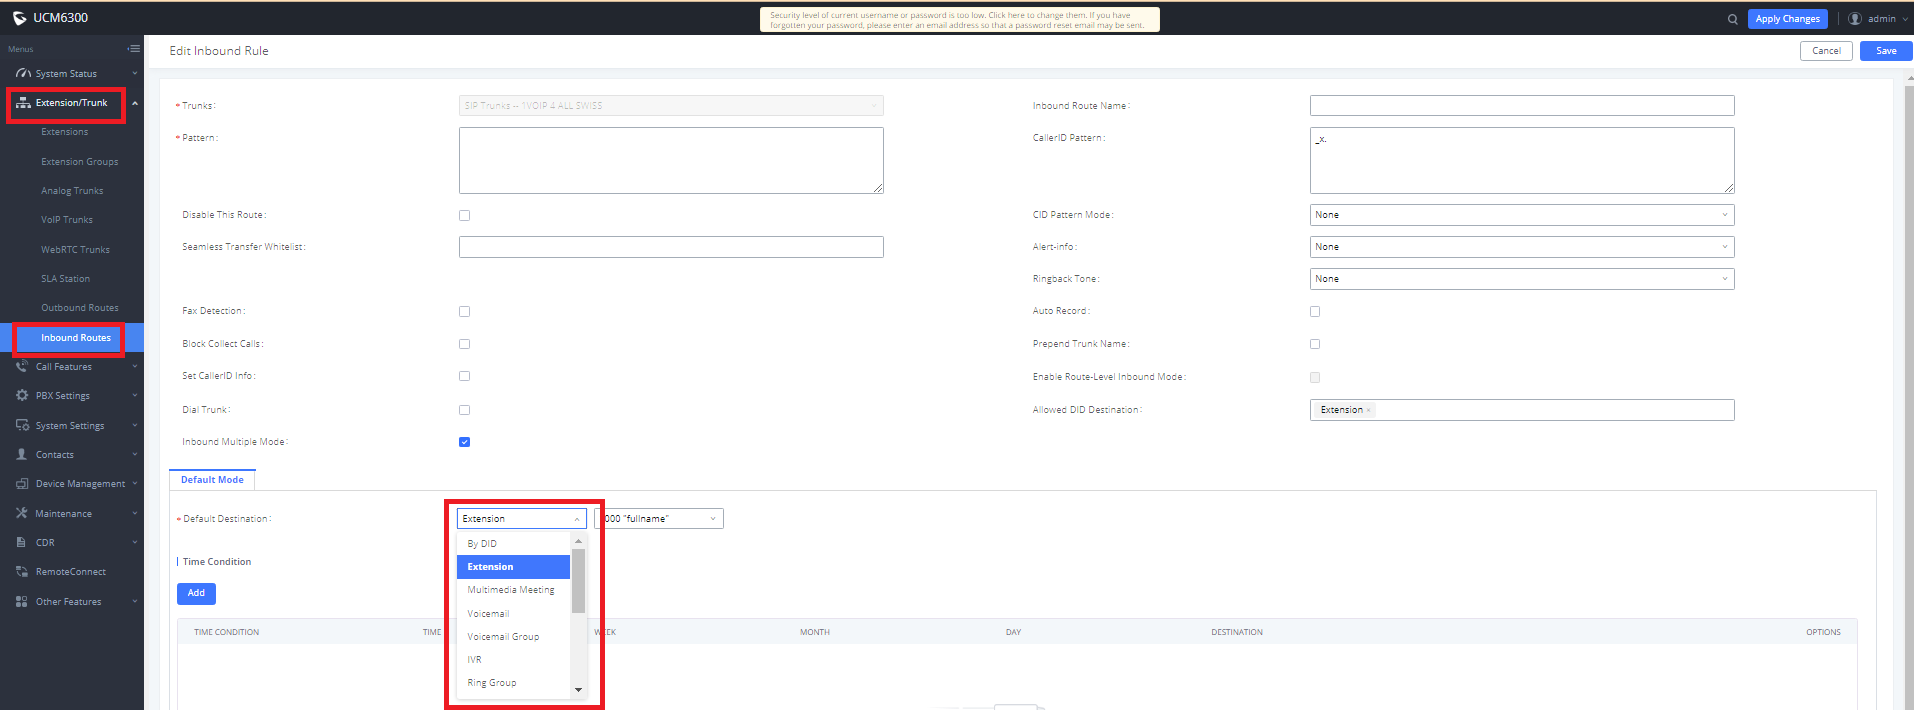 UCM6300
Security level of current username or password is too low. Click here to change them. If you have
forgotten your password, please enter an email address so that a password reset email may be sent.
Apply Changes
admin
Menus
Edit Inbound Rule
Cancel
Save
System Status
Extension/Trunk
Extensions
Extension Groups
Analog Trunks
VoIP Trunks
WebRTC Trunks
SLA Station
Outbound Routes
Inbound Routes
Call Features
PBX Settings
System Settings
Contacts
Device Management
Maintenance
CDR
RemoteConnect
Other Features
* Trunks: SIP Trunks -- 1VOIP 4 ALL SWISS
Inbound Route Name:
* Pattern:
CallerID Pattern: _x.
Disable This Route:
CID Pattern Mode: None
Seamless Transfer Whitelist:
Alert-info: None
Ringback Tone: None
Fax Detection:
Auto Record:
Block Collect Calls:
Prepend Trunk Name:
Set CallerID Info:
Enable Route-Level Inbound Mode:
Dial Trunk:
Allowed DID Destination: Extension ×
Inbound Multiple Mode:
Default Mode
* Default Destination: Extension 000 "fullname"
By DID
Extension
Multimedia Meeting
Voicemail
Voicemail Group
IVR
Ring Group
Time Condition
Add
TIME CONDITION TIME WEEK MONTH DAY DESTINATION OPTIONS